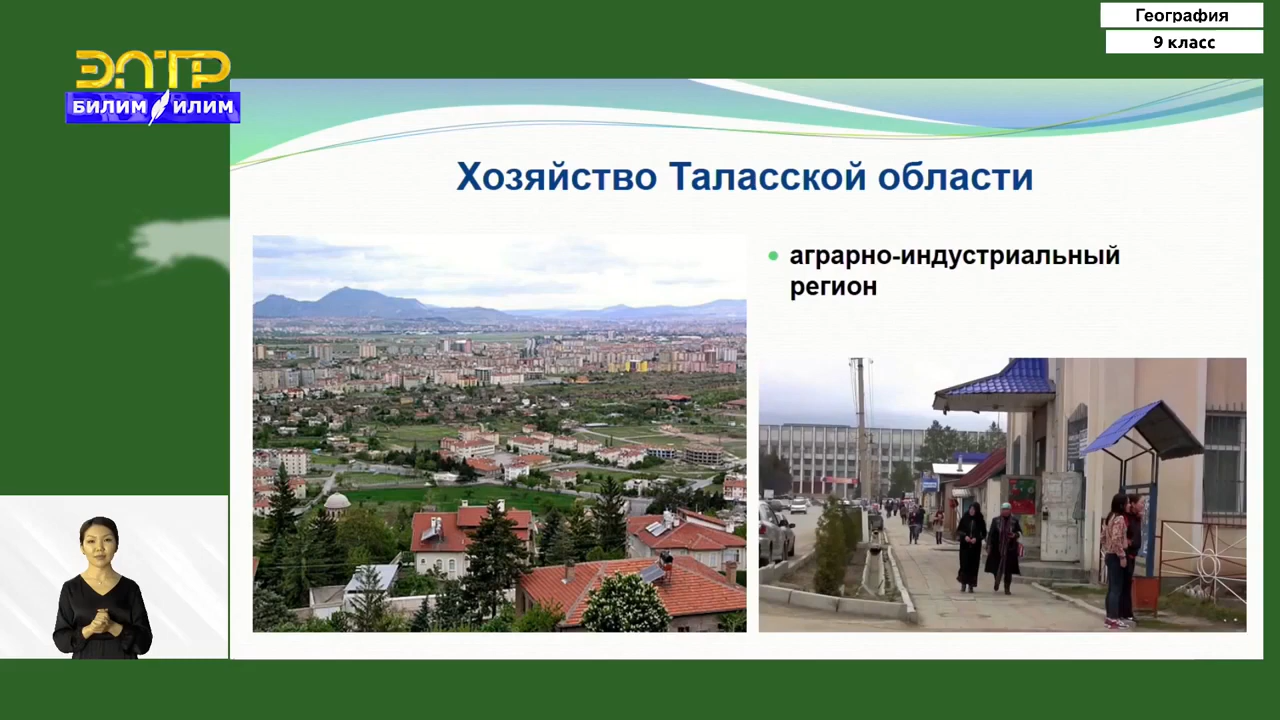 География
9 класс
ЭЛТР
БИЛИМ ИЛИМ
Хозяйство Таласской области
• аграрно-индустриальный
регион